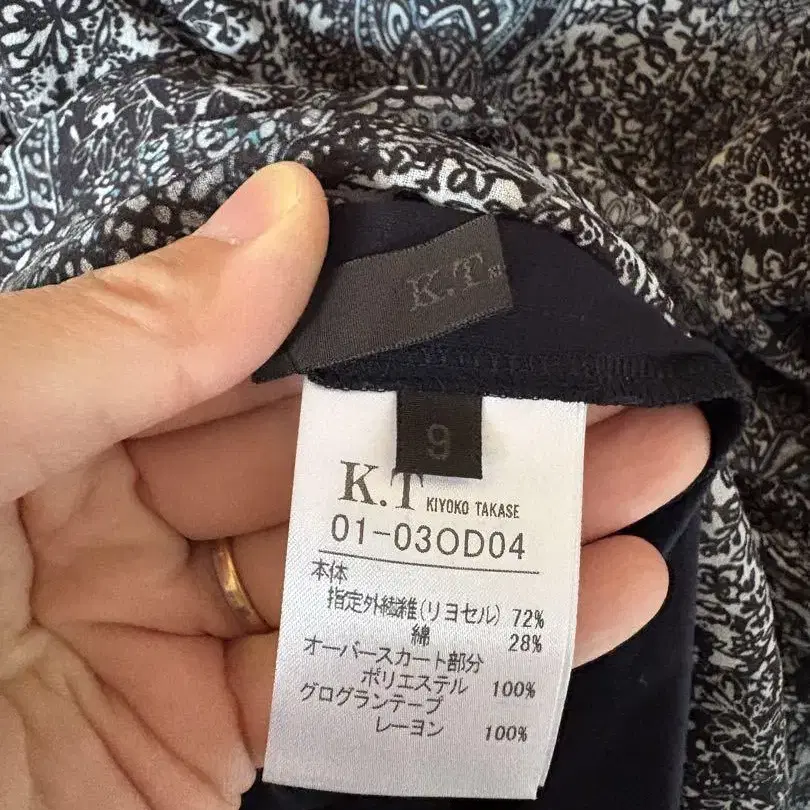 K.T
9
K.T KIYOKO TAKASE
01-03OD04
本体
指定外繊維(リヨセル) 72%
綿 28%
オーバースカート部分
ポリエステル 100%
グログランテープ
レーヨン 100%